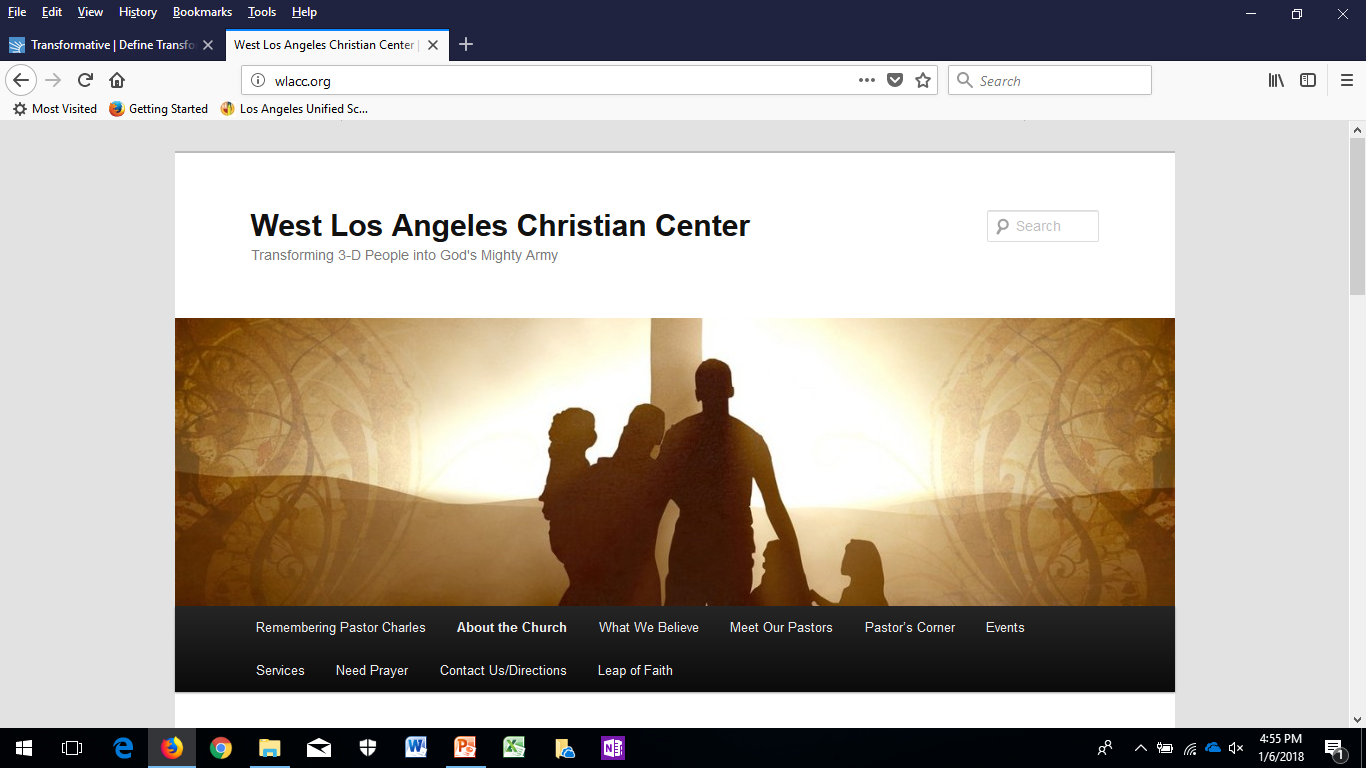 File Edit View History Bookmarks Tools Help
Transformative | Define Transfo
West Los Angeles Christian Center |
wlacc.org
Search
Most Visited Getting Started Los Angeles Unified Sc...
West Los Angeles Christian Center
Search
Transforming 3-D People into God's Mighty Army
Remembering Pastor Charles About the Church What We Believe Meet Our Pastors Pastor's Corner Events
Services Need Prayer Contact Us/Directions Leap of Faith
4:55 PM
1/6/2018
1